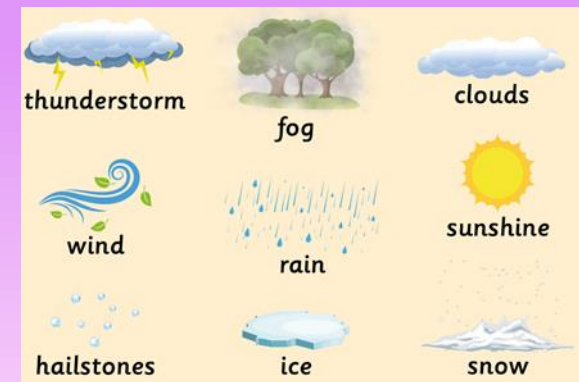 thunderstorm
fog
clouds
wind
rain
sunshine
hailstones
ice
snow